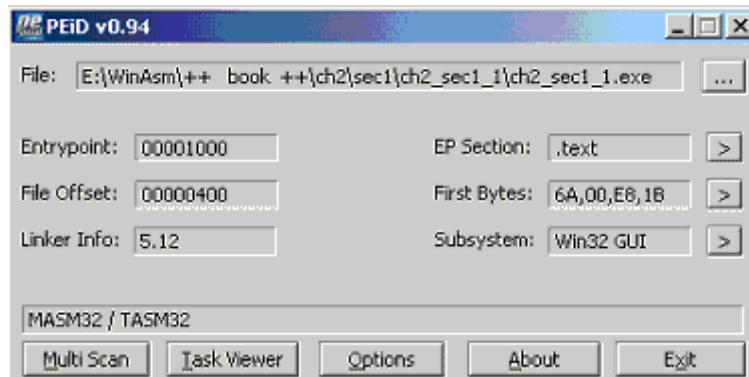 PEiD v0.94
File: E:\WinAsm\++ book ++\ch2\sec1\ch2_sec1_1\ch2_sec1_1.exe ...
Entrypoint: 00001000 EP Section: .text >
File Offset: 00000400 First Bytes: 6A,00,E8,1B >
Linker Info: 5.12 Subsystem: Win32 GUI >
MASM32 / TASM32
Multi Scan Task Viewer Options About Exit